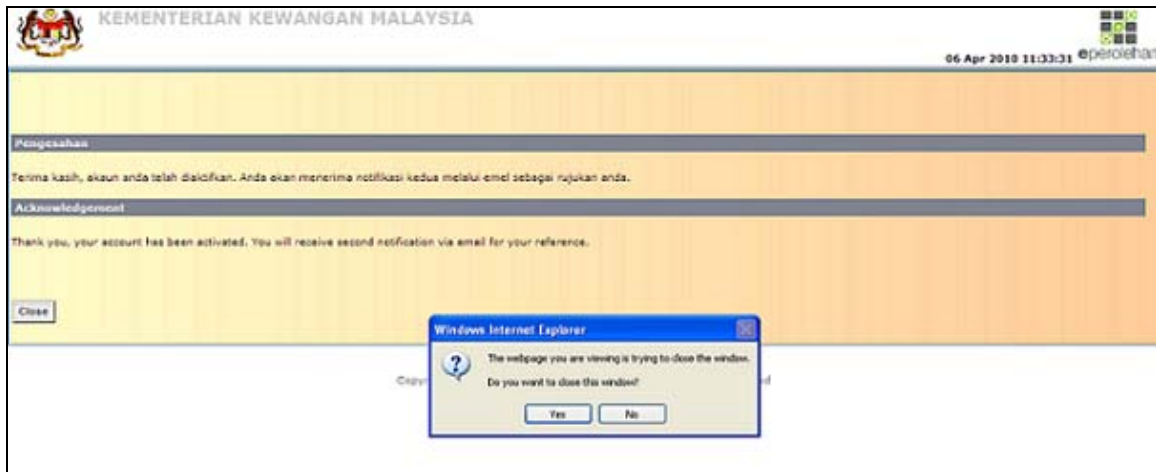 KEMENTERIAN KEWANGAN MALAYSIA
06 Apr 2010 11:33:31 eperolehan
Pengesahan
Terima kasih, akaun anda telah diaktifkan. Anda akan menerima notifikasi kedua melalui emel sebagai rujukan anda.
Acknowledgement
Thank you, your account has been activated. You will receive second notification via email for your reference.
Close
Windows Internet Explorer
The webpage you are viewing is trying to close the window.
Do you want to close this window?
Yes No